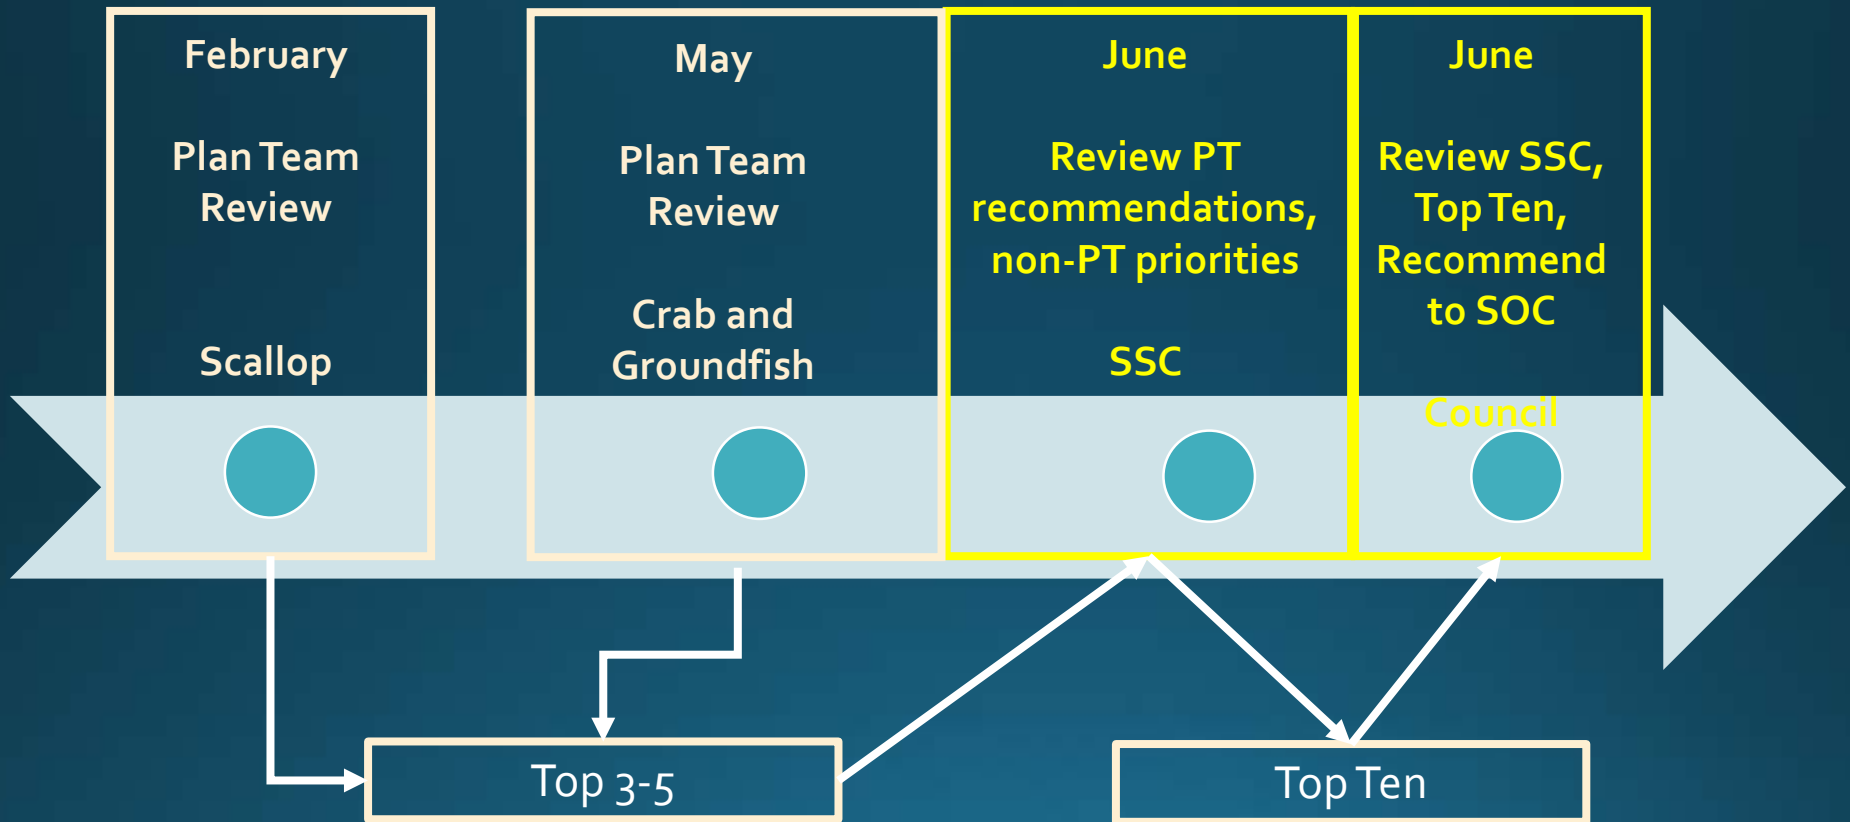 February
Plan Team
Review
Scallop
May
Plan Team
Review
Crab and
Groundfish
June
Review PT
recommendations,
non-PT priorities
SSC
June
Review SSC,
Top Ten,
Recommend
to SOC
Council
Top 3-5
Top Ten